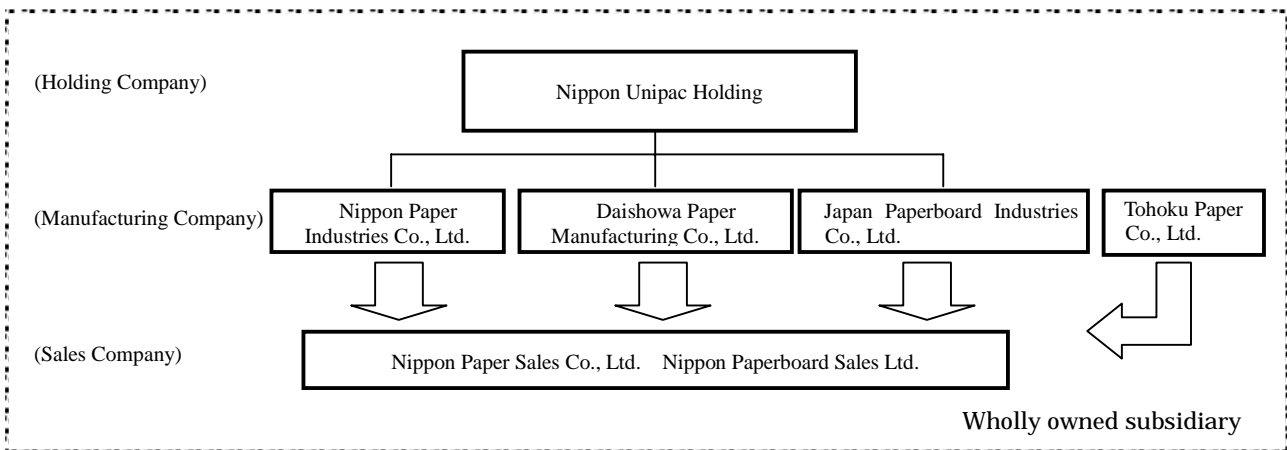 (Holding Company)
Nippon Unipac Holding
(Manufacturing Company)
Nippon Paper
Industries Co., Ltd.
Daishowa Paper
Manufacturing Co., Ltd.
Japan Paperboard Industries
Co., Ltd.
Tohoku Paper
Co., Ltd.
(Sales Company)
Nippon Paper Sales Co., Ltd. Nippon Paperboard Sales Ltd.
Wholly owned subsidiary